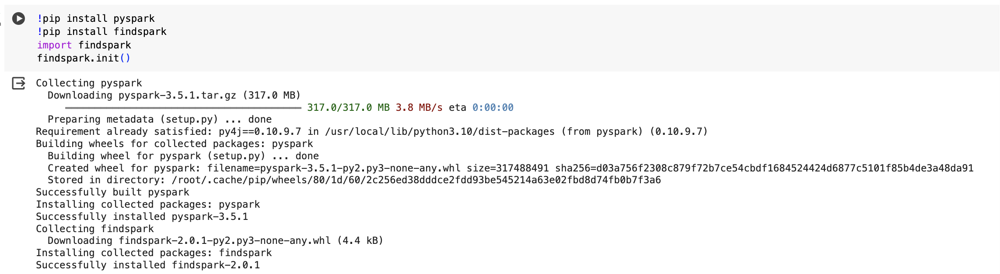 !pip install pyspark
!pip install findspark
import findspark
findspark.init()
Collecting pyspark
Downloading pyspark-3.5.1.tar.gz (317.0 MB)
317.0/317.0 MB 3.8 MB/s eta 0:00:00
Preparing metadata (setup.py) ... done
Requirement already satisfied: py4j==0.10.9.7 in /usr/local/lib/python3.10/dist-packages (from pyspark) (0.10.9.7)
Building wheels for collected packages: pyspark
Building wheel for pyspark (setup.py) ... done
Created wheel for pyspark: filename=pyspark-3.5.1-py2.py3-none-any.whl size=317488491 sha256=d03a756f2308c879f72b7ce54cbdf1684524424d6877c5101f85b4de3a48da91
Stored in directory: /root/.cache/pip/wheels/80/1d/60/2c256ed38dddce2fdd93be545214a63e02fbd8d74fb0b7f3a6
Successfully built pyspark
Installing collected packages: pyspark
Successfully installed pyspark-3.5.1
Collecting findspark
Downloading findspark-2.0.1-py2.py3-none-any.whl (4.4 kB)
Installing collected packages: findspark
Successfully installed findspark-2.0.1